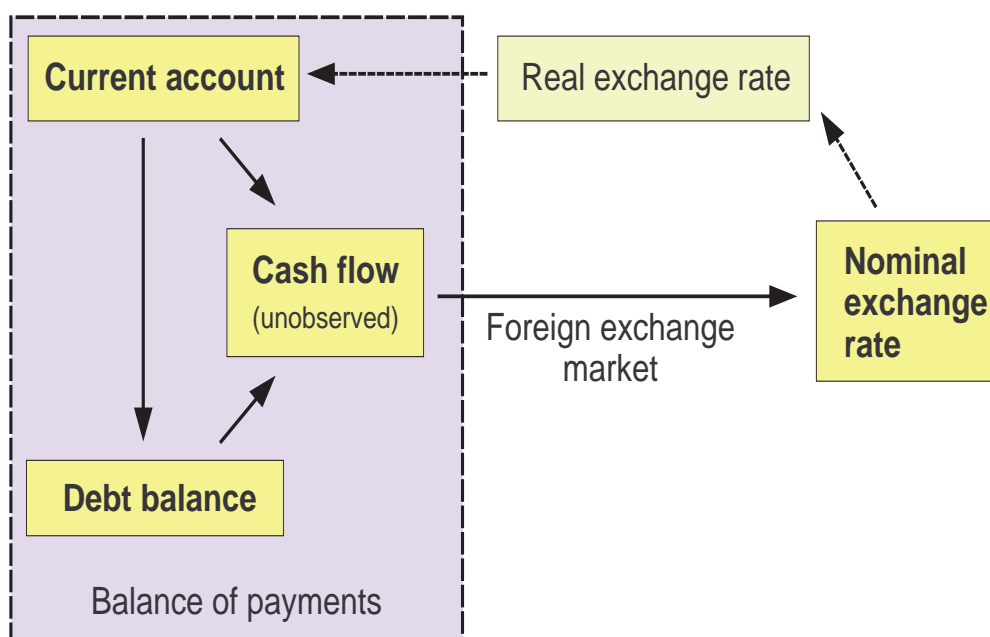 Current account
Real exchange rate
Cash flow
(unobserved)
Nominal
exchange
rate
Foreign exchange
market
Debt balance
Balance of payments